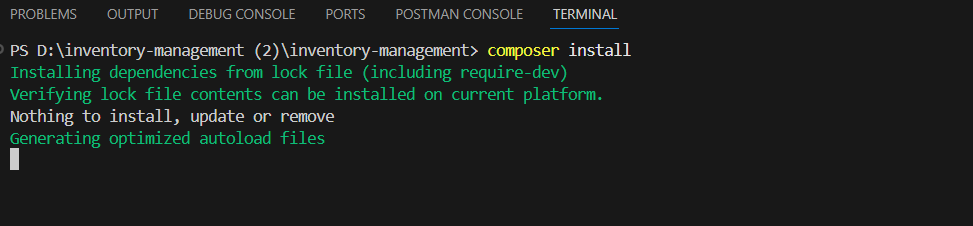 PROBLEMS OUTPUT DEBUG CONSOLE PORTS POSTMAN CONSOLE TERMINAL
PS D:\inventory-management (2)\inventory-management> composer install
Installing dependencies from lock file (including require-dev)
Verifying lock file contents can be installed on current platform.
Nothing to install, update or remove
Generating optimized autoload files